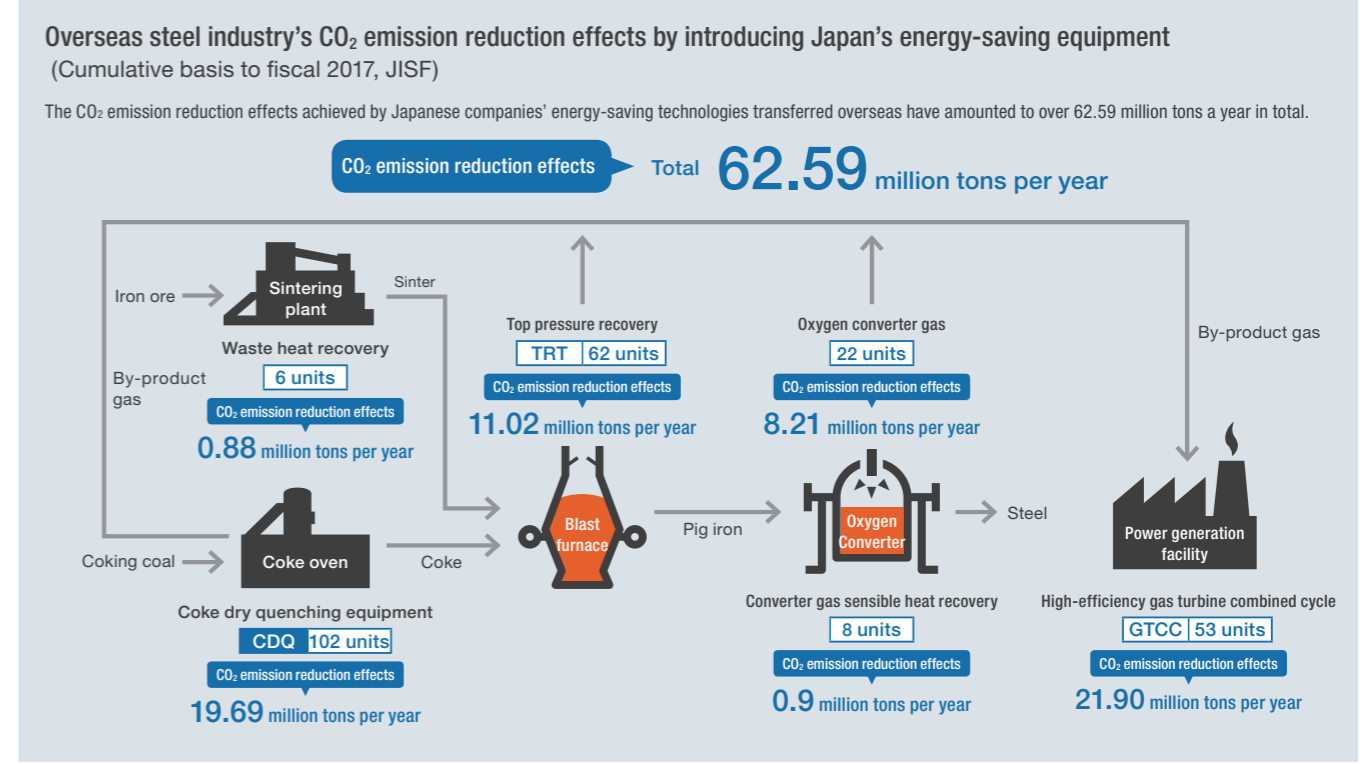 Overseas steel industry's CO₂ emission reduction effects by introducing Japan's energy-saving equipment
(Cumulative basis to fiscal 2017, JISF)
The CO₂ emission reduction effects achieved by Japanese companies' energy-saving technologies transferred overseas have amounted to over 62.59 million tons a year in total.
CO₂ emission reduction effects
Total 62.59 million tons per year
Iron ore
Sintering
plant
Sinter
Waste heat recovery
6 units
CO₂ emission reduction effects
0.88 million tons per year
By-product
gas
Top pressure recovery
TRT 62 units
CO₂ emission reduction effects
11.02 million tons per year
Oxygen converter gas
22 units
CO₂ emission reduction effects
8.21 million tons per year
By-product gas
Coking coal
Coke oven
Coke
Blast
furnace
Pig iron
Oxygen
Converter
Steel
Power generation
facility
Coke dry quenching equipment
CDQ 102 units
CO₂ emission reduction effects
19.69 million tons per year
Converter gas sensible heat recovery
8 units
CO₂ emission reduction effects
0.9 million tons per year
High-efficiency gas turbine combined cycle
GTCC 53 units
CO₂ emission reduction effects
21.90 million tons per year